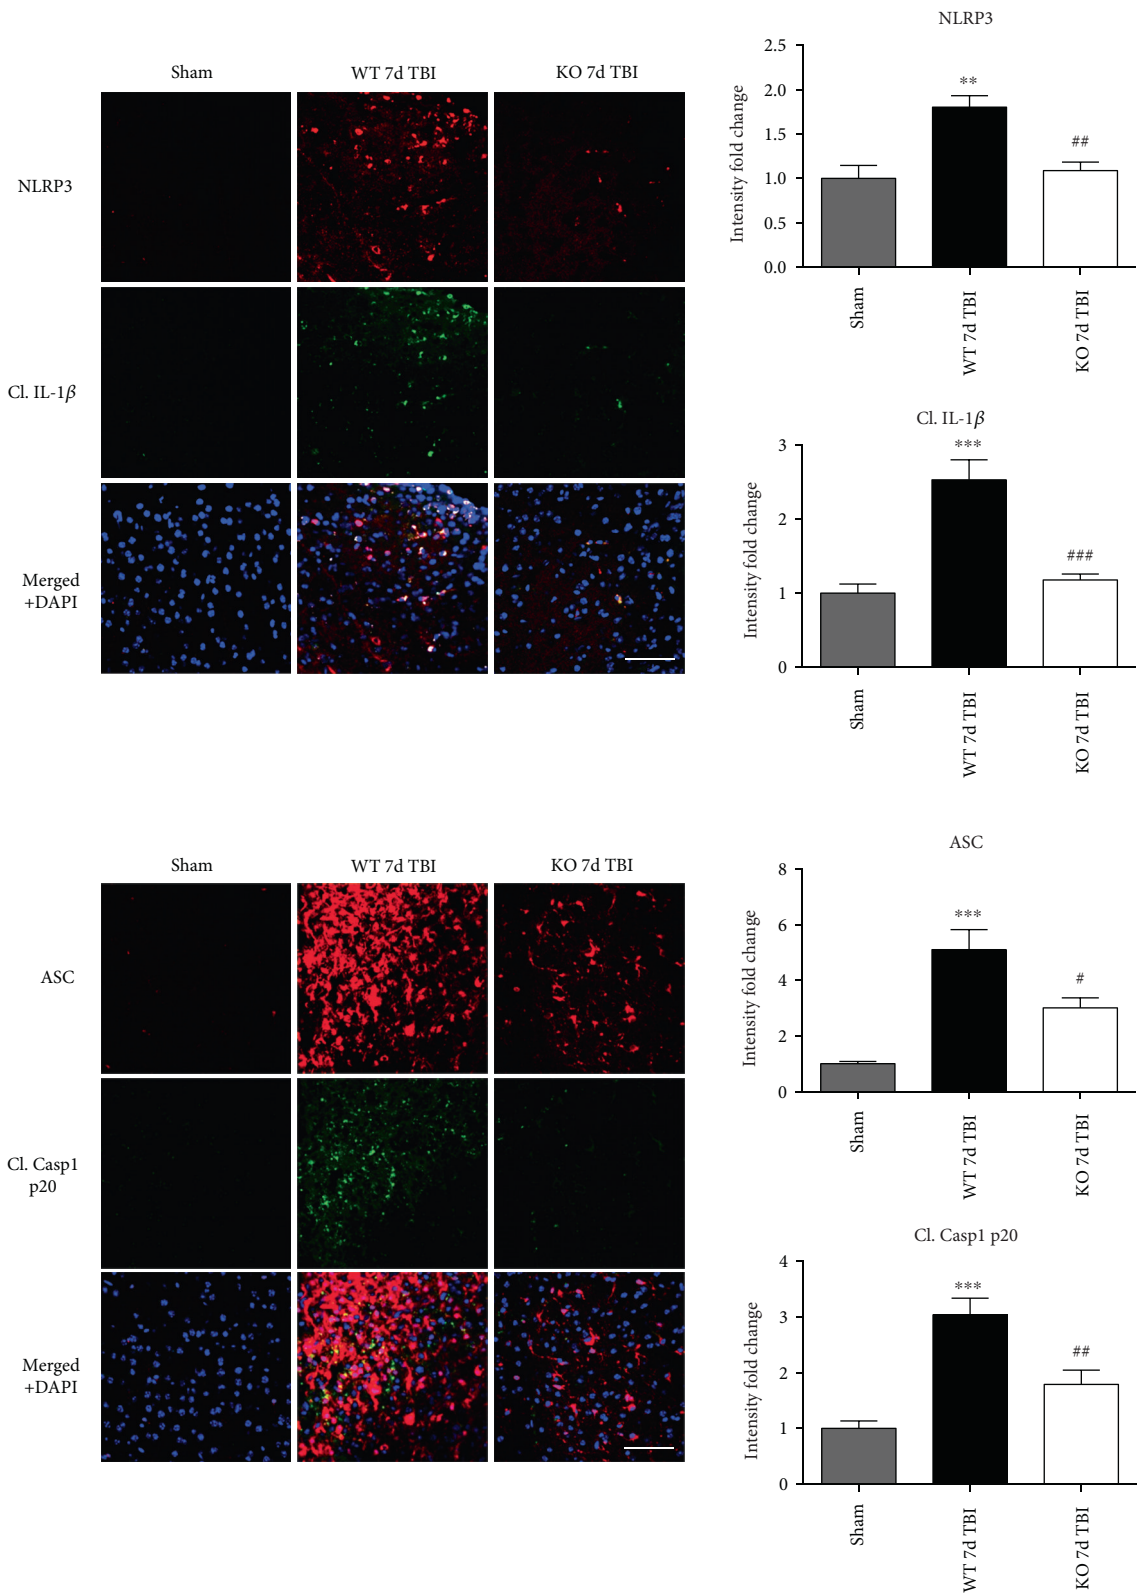 Sham
WT 7d TBI
KO 7d TBI
NLRP3
Cl. IL-1β
Merged
+DAPI
NLRP3
Intensity fold change
2.5
2.0
1.5
1.0
0.5
0.0
**
##
Sham
WT 7d TBI
KO 7d TBI
Cl. IL-1β
Intensity fold change
3
2
1
0
***
###
Sham
WT 7d TBI
KO 7d TBI
Sham
WT 7d TBI
KO 7d TBI
ASC
Cl. Casp1
p20
Merged
+DAPI
ASC
Intensity fold change
8
6
4
2
0
***
#
Sham
WT 7d TBI
KO 7d TBI
Cl. Casp1 p20
Intensity fold change
4
3
2
1
0
***
##
Sham
WT 7d TBI
KO 7d TBI